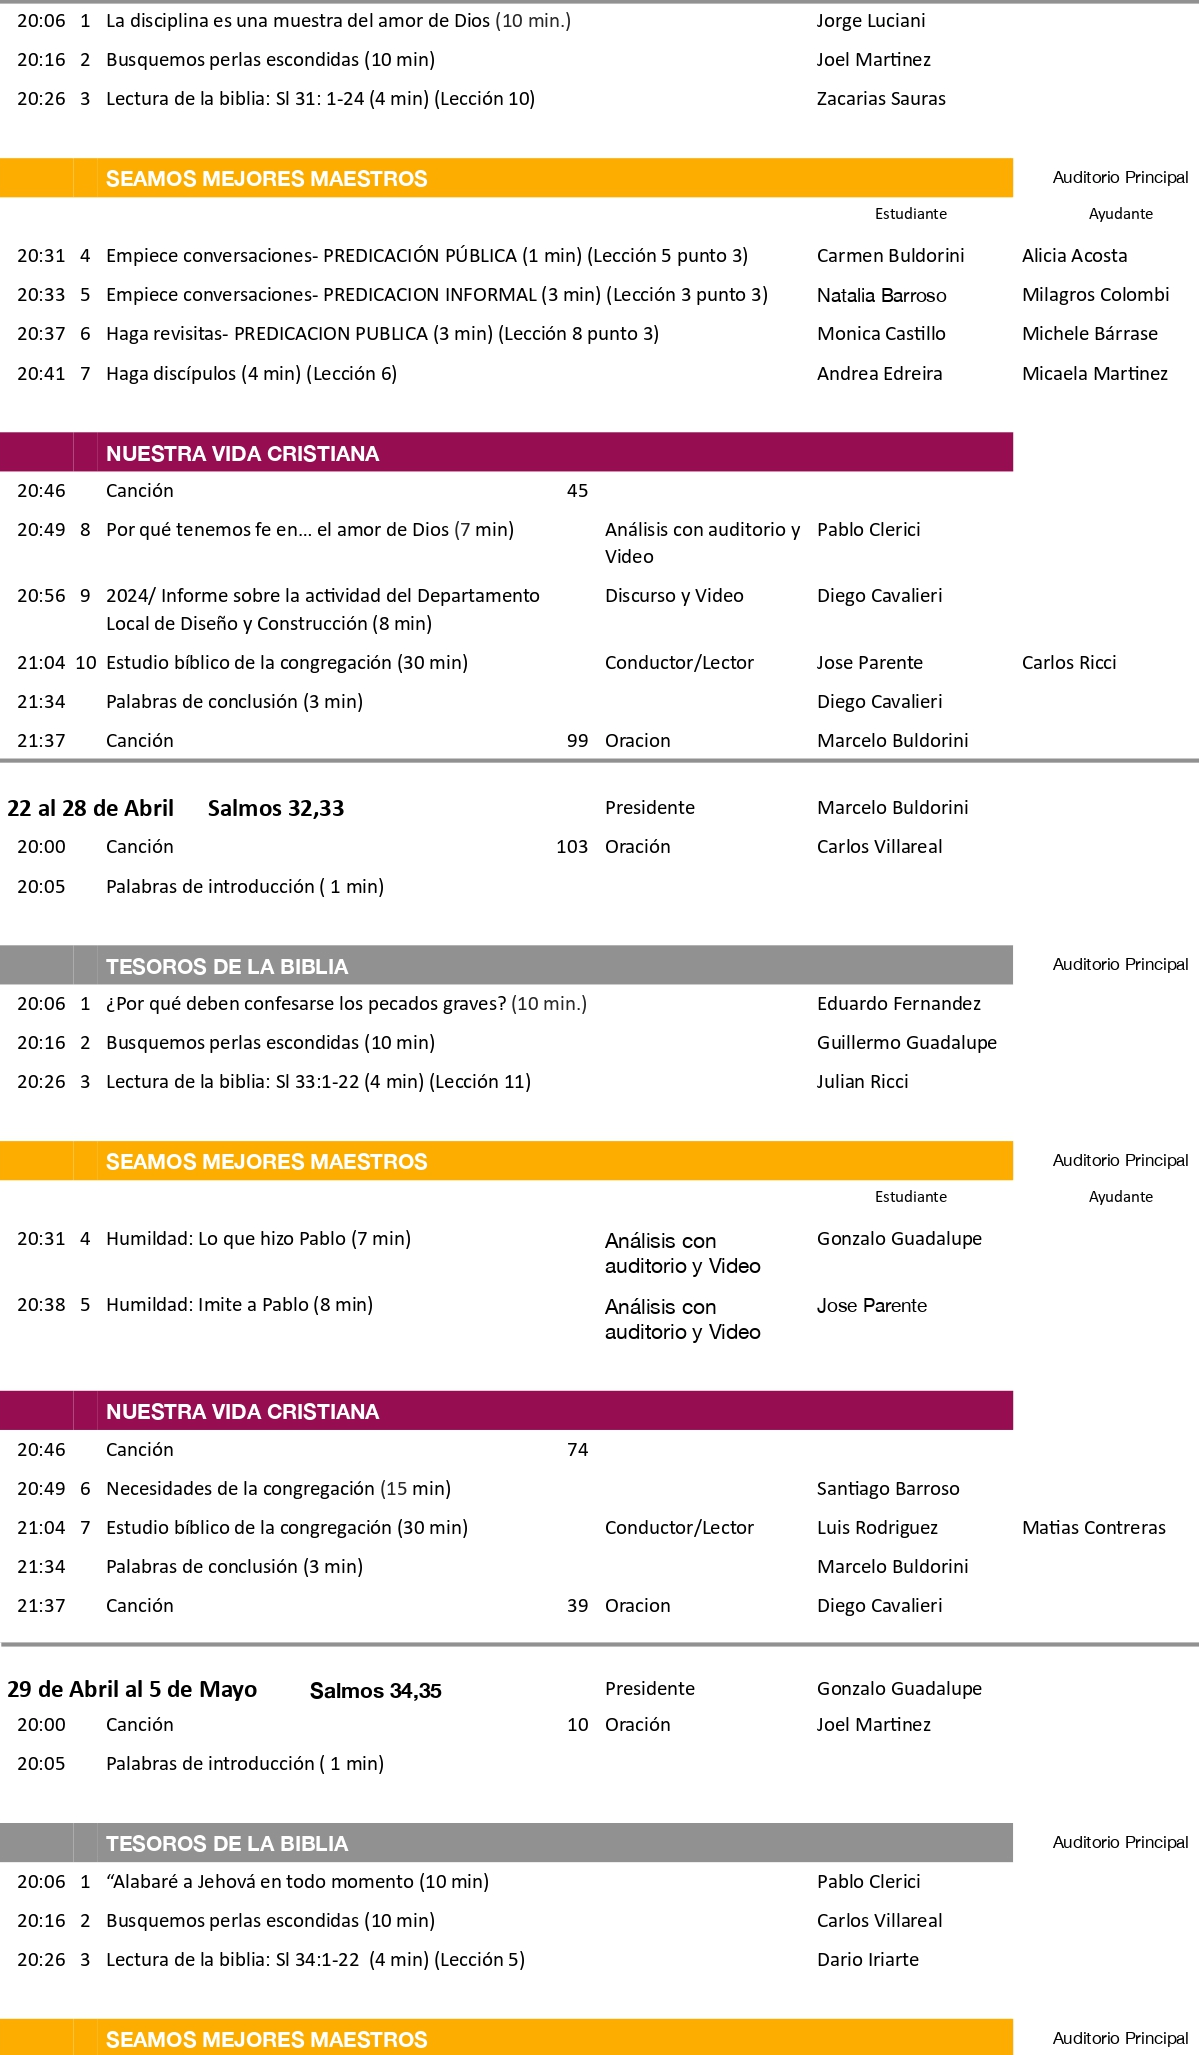 20:06 1 La disciplina es una muestra del amor de Dios (10 min.) Jorge Luciani
20:16 2 Busquemos perlas escondidas (10 min) Joel Martinez
20:26 3 Lectura de la biblia: Sl 31: 1-24 (4 min) (Lección 10) Zacarias Sauras
SEAMOS MEJORES MAESTROS Auditorio Principal
Estudiante Ayudante
20:31 4 Empiece conversaciones- PREDICACIÓN PÚBLICA (1 min) (Lección 5 punto 3) Carmen Buldorini Alicia Acosta
20:33 5 Empiece conversaciones- PREDICACION INFORMAL (3 min) (Lección 3 punto 3) Natalia Barroso Milagros Colombi
20:37 6 Haga revisitas- PREDICACION PUBLICA (3 min) (Lección 8 punto 3) Monica Castillo Michele Bárrase
20:41 7 Haga discípulos (4 min) (Lección 6) Andrea Edreira Micaela Martinez
NUESTRA VIDA CRISTIANA
20:46 Canción 45
20:49 8 Por qué tenemos fe en... el amor de Dios (7 min) Análisis con auditorio y Pablo Clerici
Video
20:56 9 2024/ Informe sobre la actividad del Departamento Discurso y Video Diego Cavalieri
Local de Diseño y Construcción (8 min)
21:04 10 Estudio bíblico de la congregación (30 min) Conductor/Lector Jose Parente Carlos Ricci
21:34 Palabras de conclusión (3 min) Diego Cavalieri
21:37 Canción 99 Oracion Marcelo Buldorini
22 al 28 de Abril Salmos 32,33 Presidente Marcelo Buldorini
20:00 Canción 103 Oración Carlos Villareal
20:05 Palabras de introducción ( 1 min)
TESOROS DE LA BIBLIA Auditorio Principal
20:06 1 ¿Por qué deben confesarse los pecados graves? (10 min.) Eduardo Fernandez
20:16 2 Busquemos perlas escondidas (10 min) Guillermo Guadalupe
20:26 3 Lectura de la biblia: Sl 33:1-22 (4 min) (Lección 11) Julian Ricci
SEAMOS MEJORES MAESTROS Auditorio Principal
Estudiante Ayudante
20:31 4 Humildad: Lo que hizo Pablo (7 min) Análisis con Gonzalo Guadalupe
auditorio y Video
20:38 5 Humildad: Imite a Pablo (8 min) Análisis con Jose Parente
auditorio y Video
NUESTRA VIDA CRISTIANA
20:46 Canción 74
20:49 6 Necesidades de la congregación (15 min) Santiago Barroso
21:04 7 Estudio bíblico de la congregación (30 min) Conductor/Lector Luis Rodriguez Matias Contreras
21:34 Palabras de conclusión (3 min) Marcelo Buldorini
21:37 Canción 39 Oracion Diego Cavalieri
29 de Abril al 5 de Mayo Salmos 34,35 Presidente Gonzalo Guadalupe
20:00 Canción 10 Oración Joel Martinez
20:05 Palabras de introducción ( 1 min)
TESOROS DE LA BIBLIA Auditorio Principal
20:06 1 “Alabaré a Jehová en todo momento (10 min) Pablo Clerici
20:16 2 Busquemos perlas escondidas (10 min) Carlos Villareal
20:26 3 Lectura de la biblia: Sl 34:1-22 (4 min) (Lección 5) Dario Iriarte
SEAMOS MEJORES MAESTROS Auditorio Principal